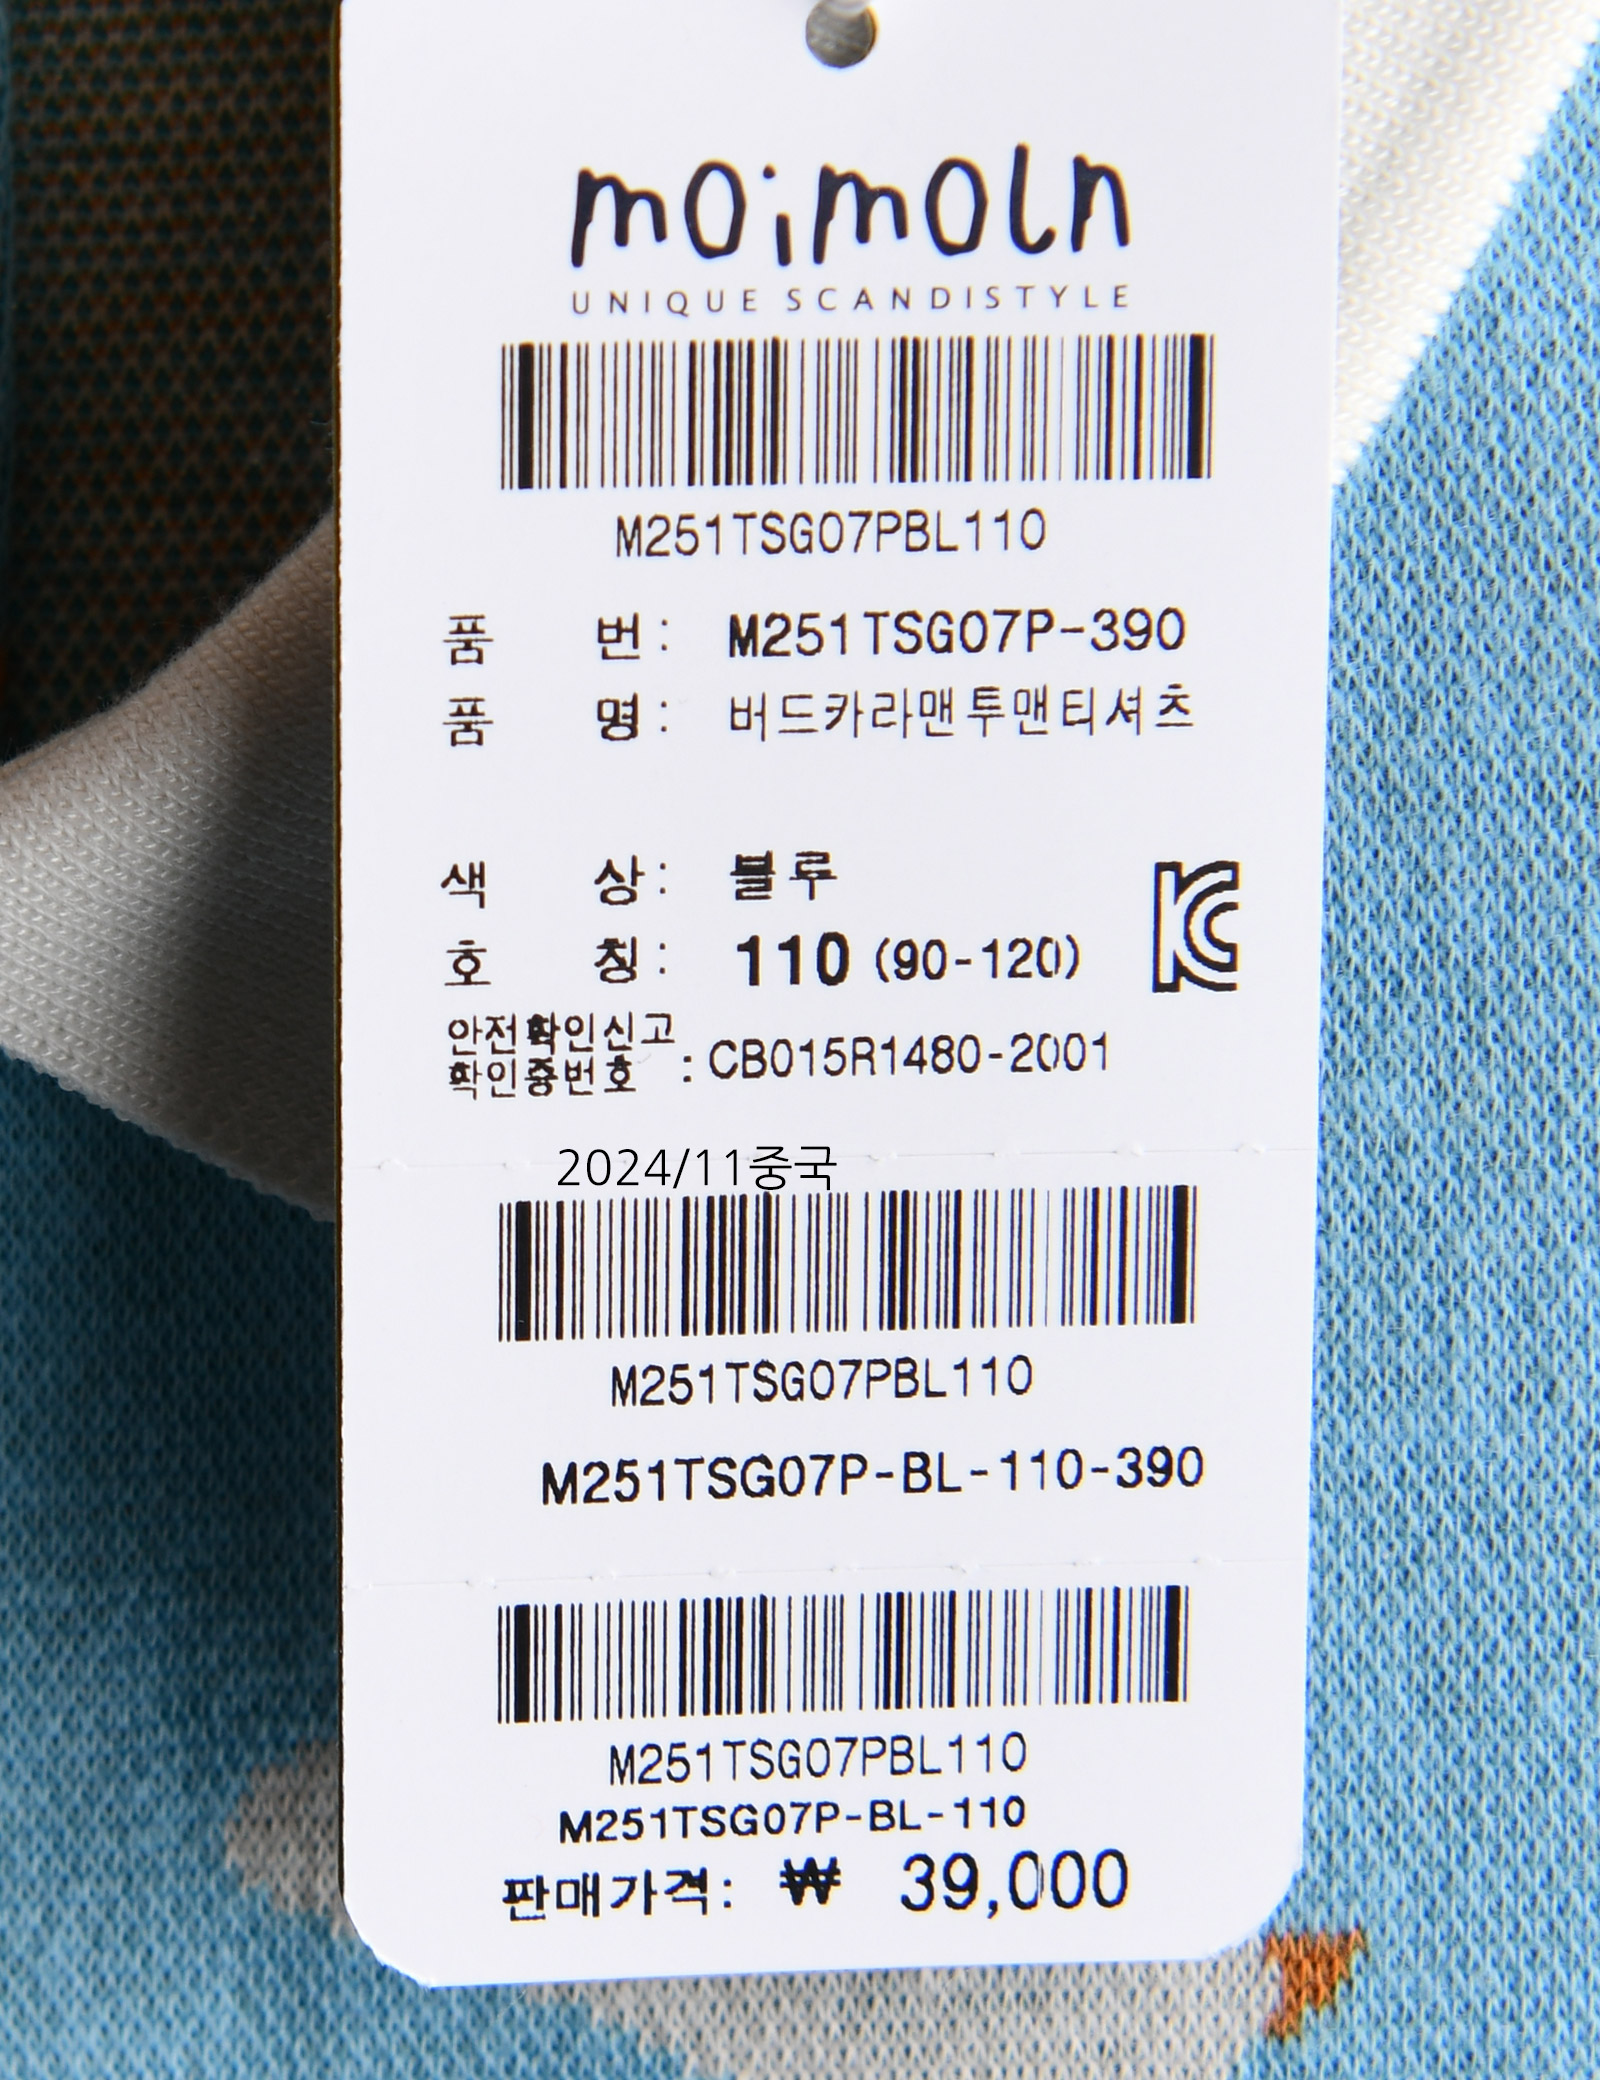 moimoln
UNIQUE SCANDISTYLE
M251TSG07PBL110
품 번 : M251TSG07P-390
품 명 : 버드카라맨투맨티셔츠
색 상 : 블루
호 칭 : 110 (90-120)
안전확인신고
확인증번호 : CB015R1480-2001
2024/11중국
M251TSG07PBL110
M251TSG07P-BL-110-390
M251TSG07PBL110
M251TSG07P-BL-110
판매가격: ₩ 39,000